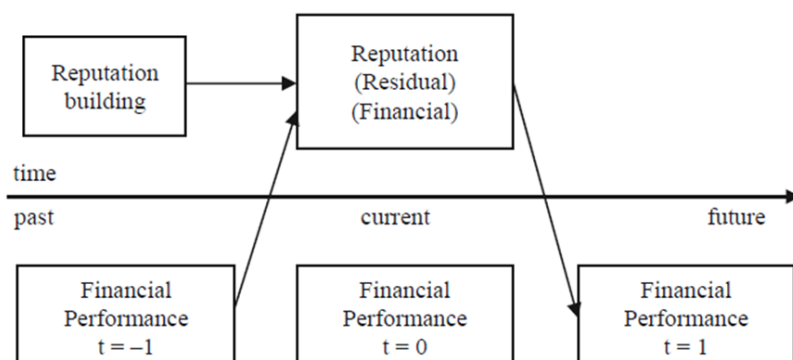 Reputation
building
Reputation
(Residual)
(Financial)
time
past
current
future
Financial
Performance
t = –1
Financial
Performance
t = 0
Financial
Performance
t = 1